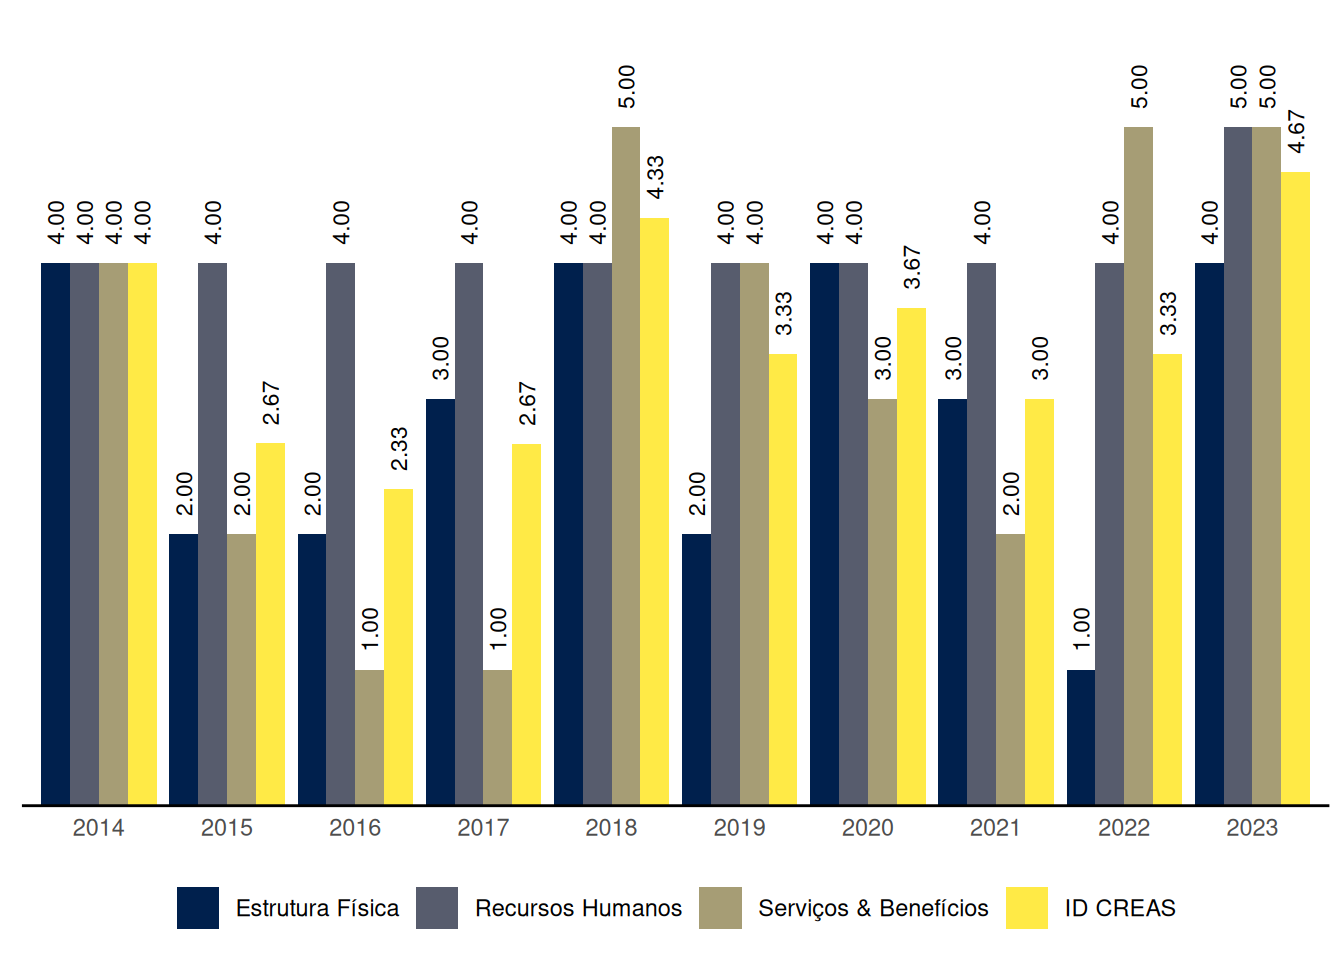 4.00 4.00 4.00 4.00
2.00 4.00 2.00 2.67
2.00 4.00 1.00 2.33
3.00 4.00 1.00 2.67
4.00 4.00 5.00 4.33
2.00 4.00 4.00 3.33
4.00 4.00 3.00 3.67
3.00 4.00 2.00 3.00
1.00 4.00 5.00 3.33
4.00 5.00 5.00 4.67
2014 2015 2016 2017 2018 2019 2020 2021 2022 2023
Estrutura Física Recursos Humanos Serviços & Benefícios ID CREAS